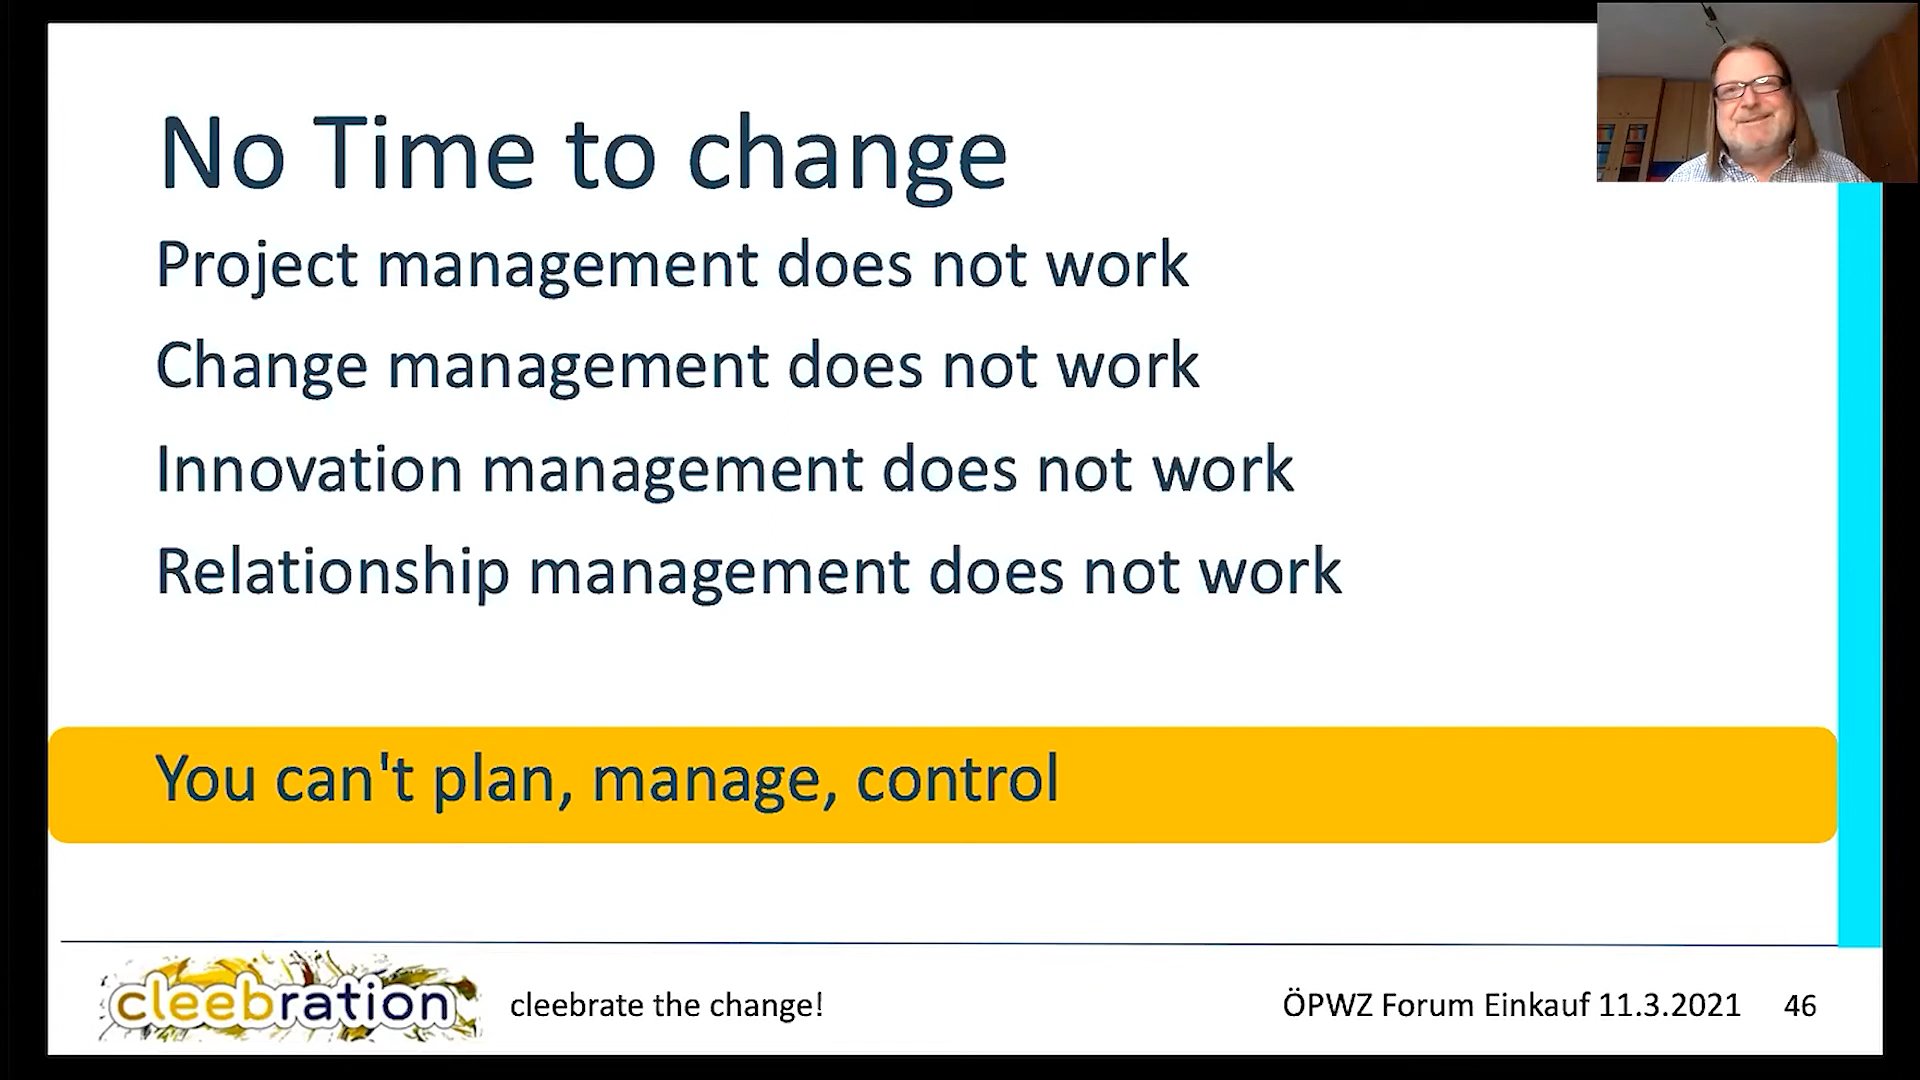 No Time to change
Project management does not work
Change management does not work
Innovation management does not work
Relationship management does not work
You can't plan, manage, control
cleebration
cleebrate the change!
ÖPWZ Forum Einkauf 11.3.2021
46